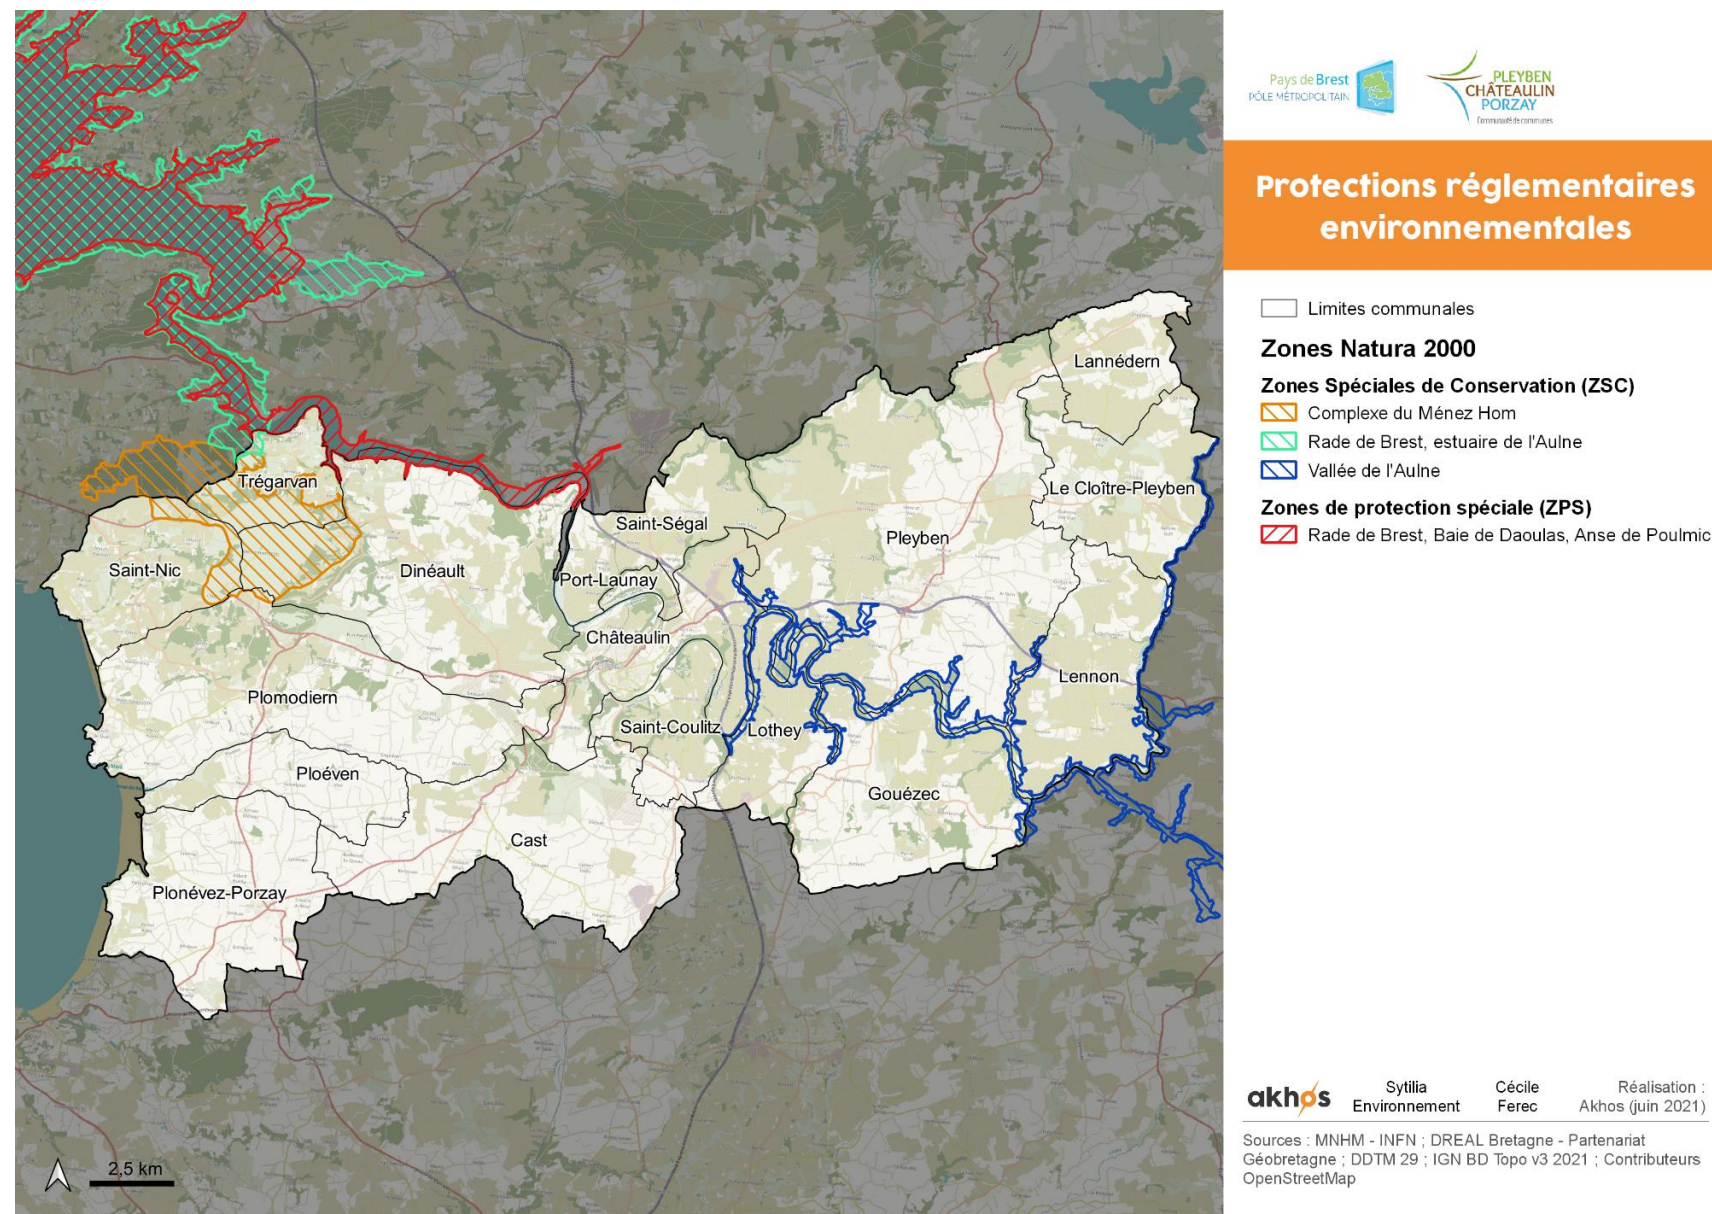 Pays de Brest
PÔLE MÉTROPOLITAIN
PLEYBEN
CHÂTEAULIN
PORZAY
Communauté de communes
Protections réglementaires
environnementales
Limites communales
Zones Natura 2000
Zones Spéciales de Conservation (ZSC)
Complexe du Ménez Hom
Rade de Brest, estuaire de l'Aulne
Vallée de l'Aulne
Zones de protection spéciale (ZPS)
Rade de Brest, Baie de Daoulas, Anse de Poulmic
Lannédern
Trégarvan
Le Cloître-Pleyben
Saint-Ségal
Pleyben
Saint-Nic
Dinéault
Port-Launay
Châteaulin
Lennon
Plomodiern
Saint-Coulitz
Lothey
Ploéven
Gouézec
Cast
Plonévez-Porzay
2,5 km
akhos
Sytilia
Environnement
Cécile
Ferec
Réalisation :
Akhos (juin 2021)
Sources : MNHM - INFN ; DREAL Bretagne - Partenariat
Géobretagne ; DDTM 29 ; IGN BD Topo v3 2021 ; Contributeurs
OpenStreetMap